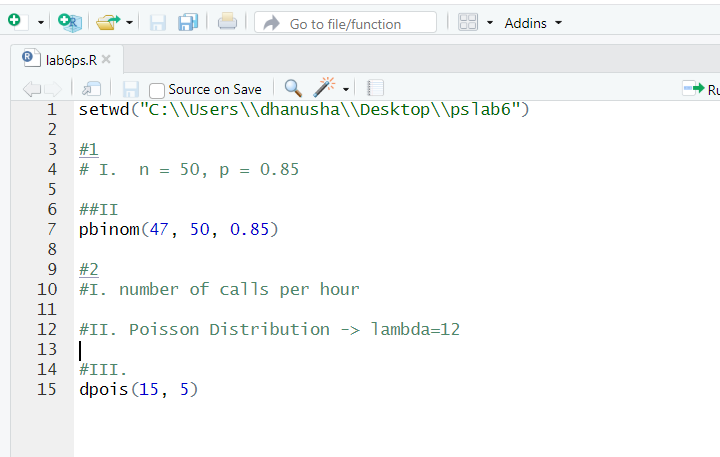 Go to file/function
Addins
lab6ps.R
Source on Save
Ru
1 setwd("C:\\Users\\dhanusha\\Desktop\\pslab6")
2
3 #1
4 # I.  n = 50, p = 0.85
5
6 ##II
7 pbinom(47, 50, 0.85)
8
9 #2
10 #I. number of calls per hour
11
12 #II. Poisson Distribution -> lambda=12
13
14 #III.
15 dpois(15, 5)